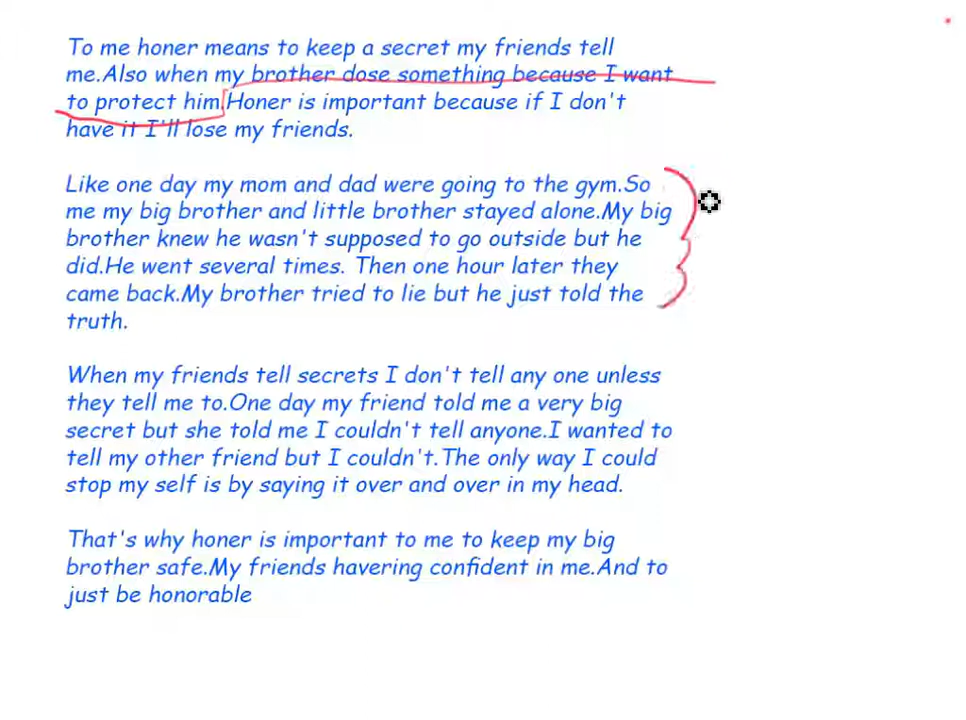 To me honer means to keep a secret my friends tell
me.Also when my brother dose something because I want
to protect him.Honer is important because if I don't
have it I'll lose my friends.
Like one day my mom and dad were going to the gym.So
me my big brother and little brother stayed alone.My big
brother knew he wasn't supposed to go outside but he
did.He went several times. Then one hour later they
came back.My brother tried to lie but he just told the
truth.
When my friends tell secrets I don't tell any one unless
they tell me to.One day my friend told me a very big
secret but she told me I couldn't tell anyone.I wanted to
tell my other friend but I couldn't.The only way I could
stop my self is by saying it over and over in my head.
That's why honer is important to me to keep my big
brother safe.My friends havering confident in me.And to
just be honorable